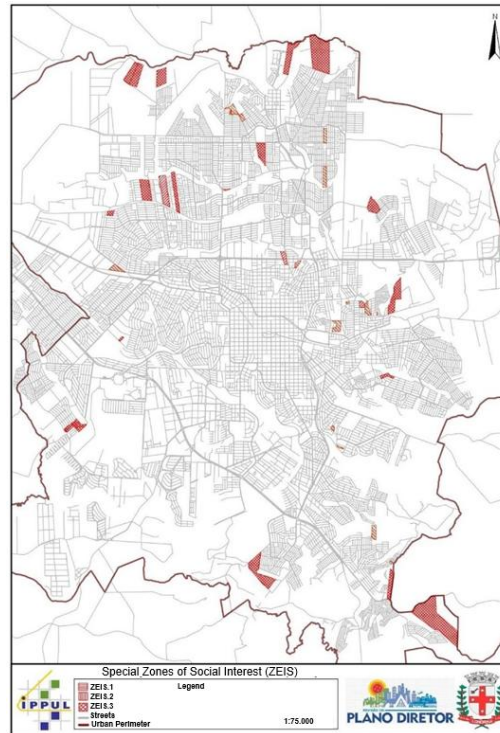 N
Special Zones of Social Interest (ZEIS)
Legend
ZEIS.1
ZEIS.2
ZEIS.3
Streets
Urban Perimeter
1:75.000
IPPUL
PLANO DIRETOR